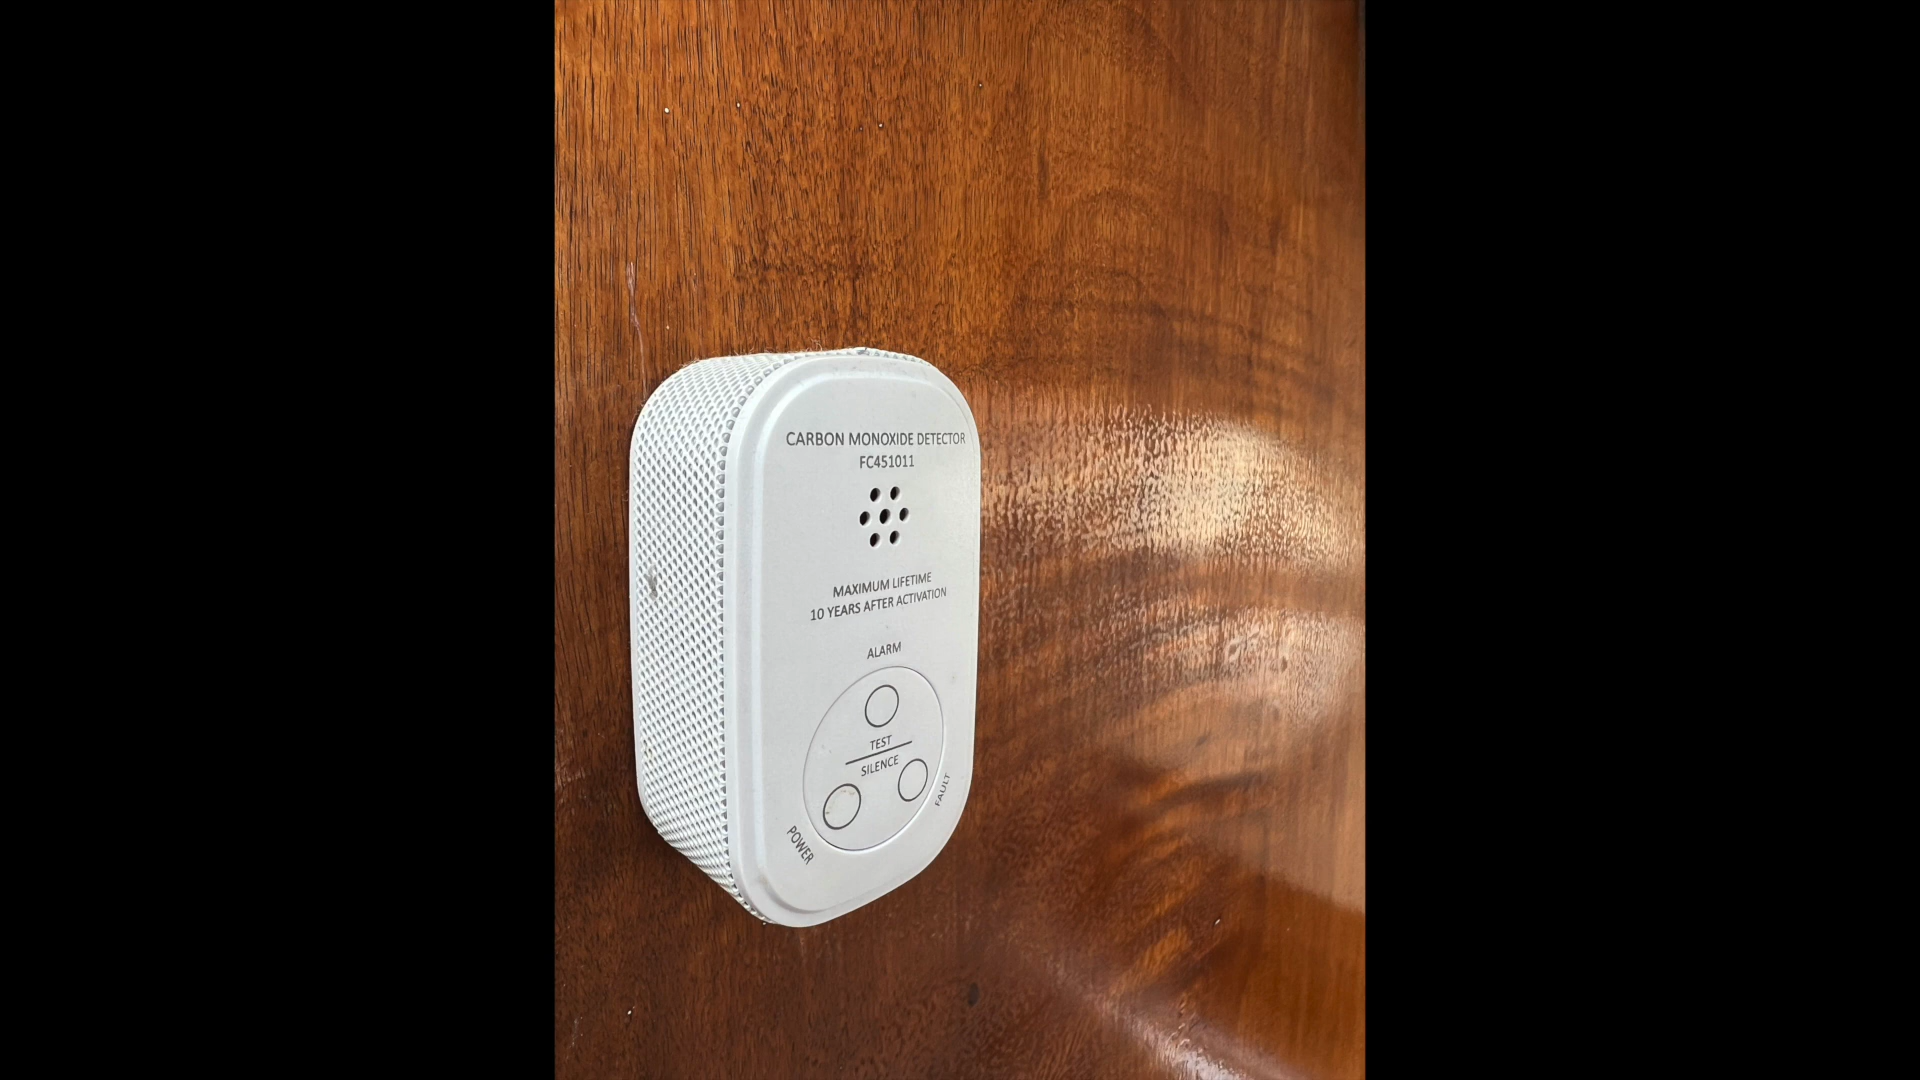 CARBON MONOXIDE DETECTOR
FC451011
MAXIMUM LIFETIME
10 YEARS AFTER ACTIVATION
ALARM
TEST
SILENCE
POWER
FAULT